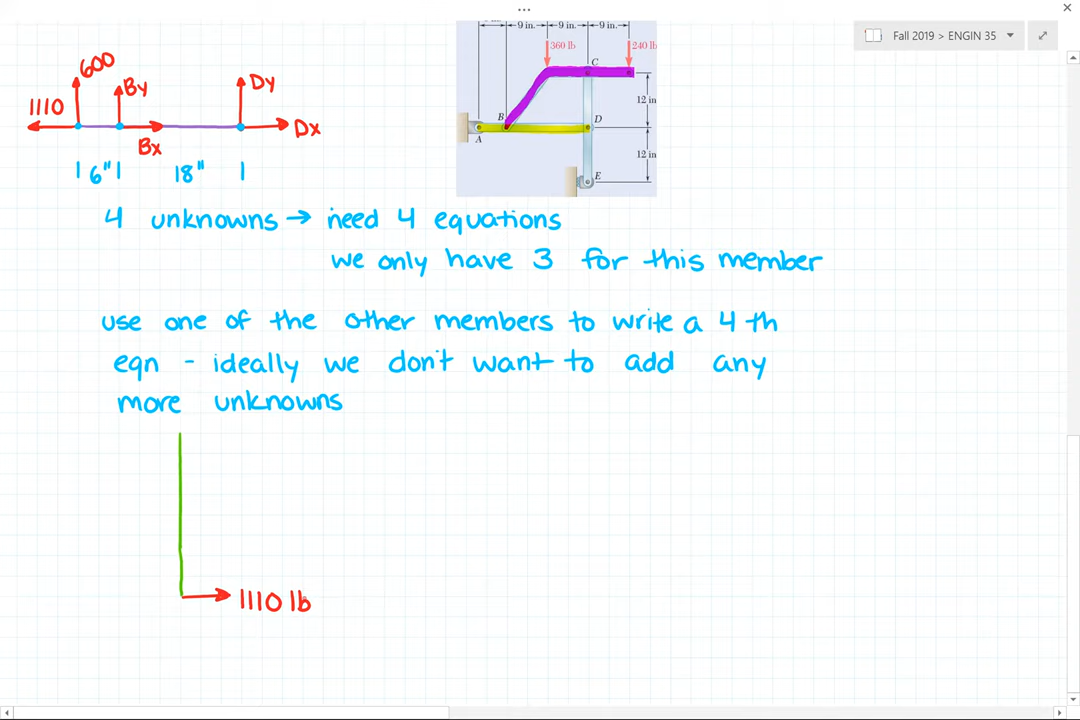 Fall 2019 > ENGIN 35
9 in. 9 in. 9 in.
360 lb 240 lb
C
12 in
B D
A
12 in
E
600
1110 By Dy
Bx Dx
6" 18"
4 unknowns → need 4 equations
we only have 3 for this member
use one of the other members to write a 4th
eqn - ideally we don't want to add any
more unknowns
1110 lb